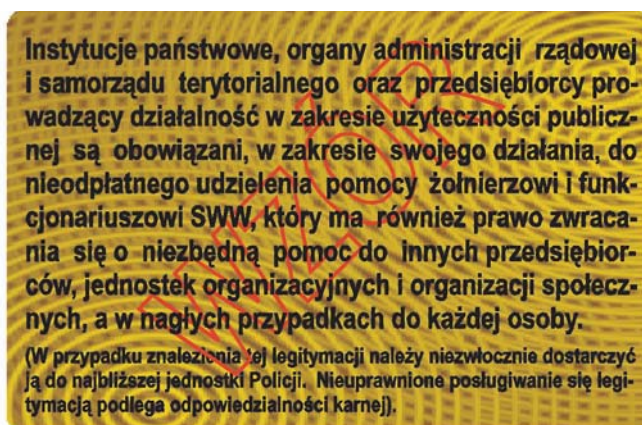 Instytucje państwowe, organy administracji rządowej
i samorządu terytorialnego oraz przedsiębiorcy pro-
wadzący działalność w zakresie użyteczności publicz-
nej są obowiązani, w zakresie swojego działania, do
nieodpłatnego udzielenia pomocy żołnierzowi i funk-
cjonariuszowi SWW, który ma również prawo zwraca-
nia się o niezbędną pomoc do innych przedsiębior-
ców, jednostek organizacyjnych i organizacji społecz-
nych, a w nagłych przypadkach do każdej osoby.
(W przypadku znalezienia tej legitymacji należy niezwłocznie dostarczyć
ją do najbliższej jednostki Policji. Nieuprawnione posługiwanie się legi-
tymacją podlega odpowiedzialności karnej).
WZÓR